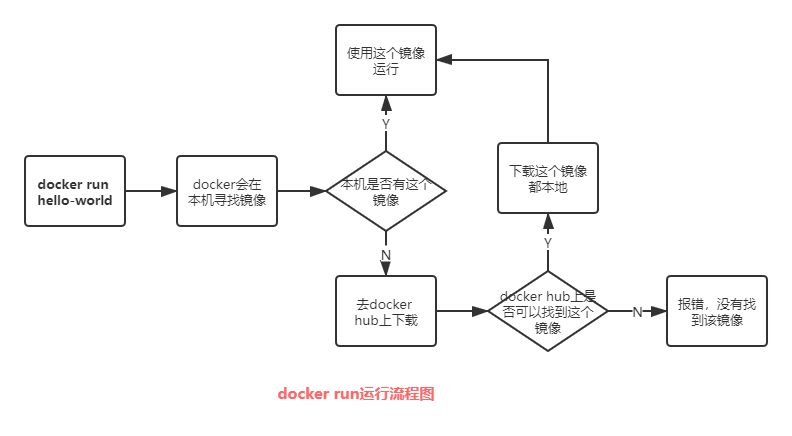 使用这个镜像
运行
Y
docker run
hello-world
docker会在
本机寻找镜像
本机是否有这个
镜像
下载这个镜像
都本地
N
Y
去docker
hub上下载
docker hub上是
否可以找到这个
镜像
N
报错，没有找
到该镜像
docker run运行流程图